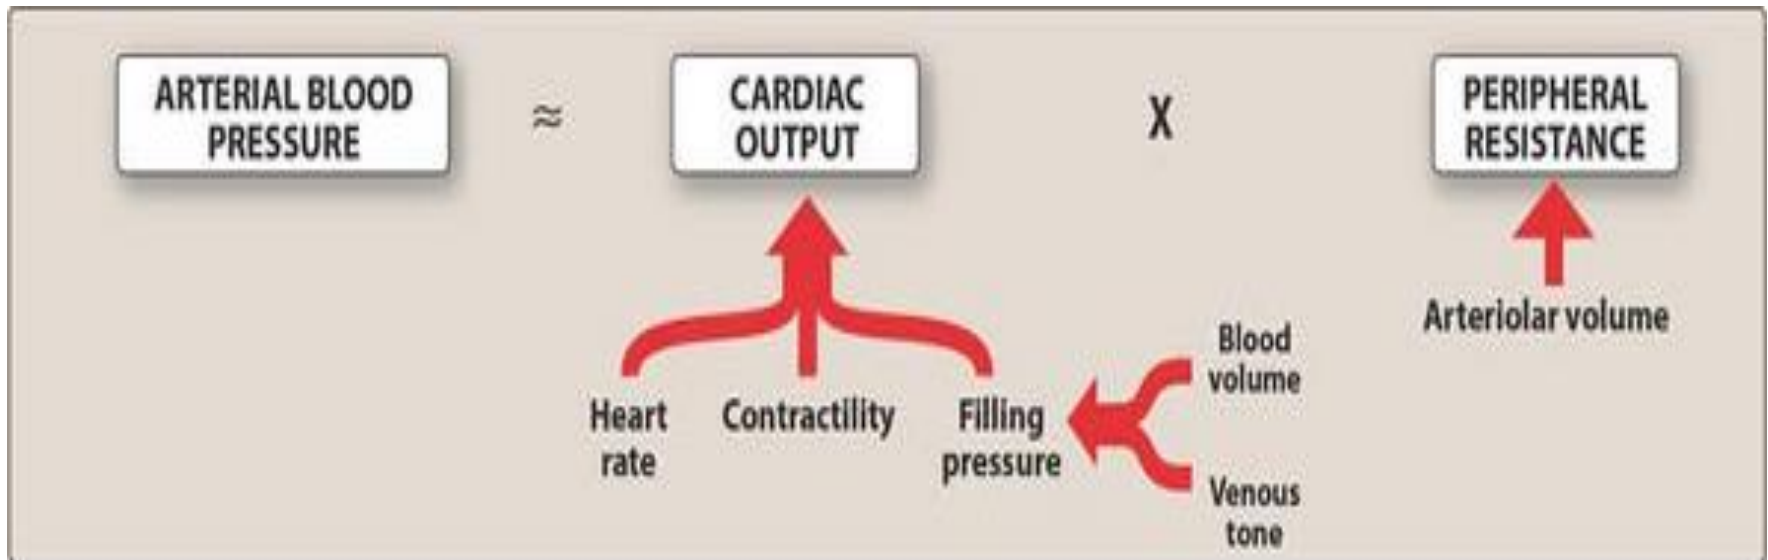 ARTERIAL BLOOD
PRESSURE
≈
CARDIAC
OUTPUT
X
PERIPHERAL
RESISTANCE
Heart
rate
Contractility
Filling
pressure
Blood
volume
Venous
tone
Arteriolar volume